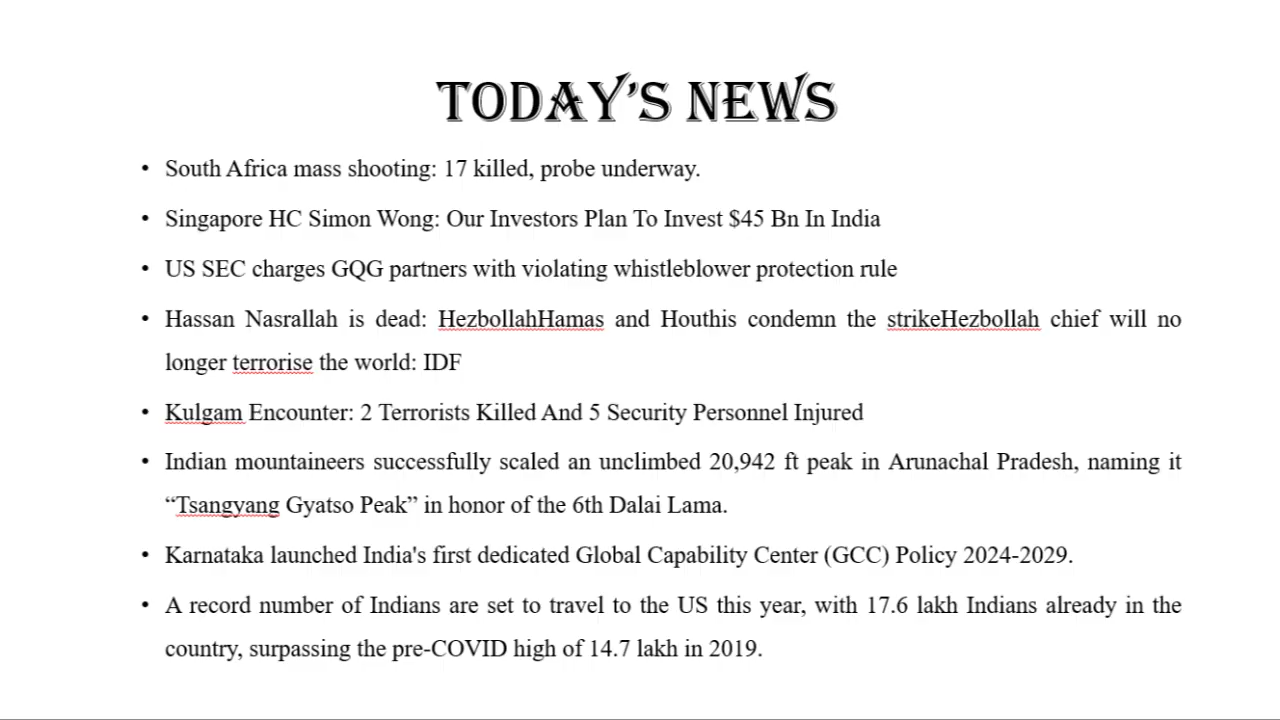 TODAY'S NEWS
• South Africa mass shooting: 17 killed, probe underway.
• Singapore HC Simon Wong: Our Investors Plan To Invest $45 Bn In India
• US SEC charges GQG partners with violating whistleblower protection rule
• Hassan Nasrallah is dead: HezbollahHamas and Houthis condemn the strikeHezbollah chief will no
longer terrorise the world: IDF
• Kulgam Encounter: 2 Terrorists Killed And 5 Security Personnel Injured
• Indian mountaineers successfully scaled an unclimbed 20,942 ft peak in Arunachal Pradesh, naming it
“Tsangyang Gyatso Peak” in honor of the 6th Dalai Lama.
• Karnataka launched India's first dedicated Global Capability Center (GCC) Policy 2024-2029.
• A record number of Indians are set to travel to the US this year, with 17.6 lakh Indians already in the
country, surpassing the pre-COVID high of 14.7 lakh in 2019.